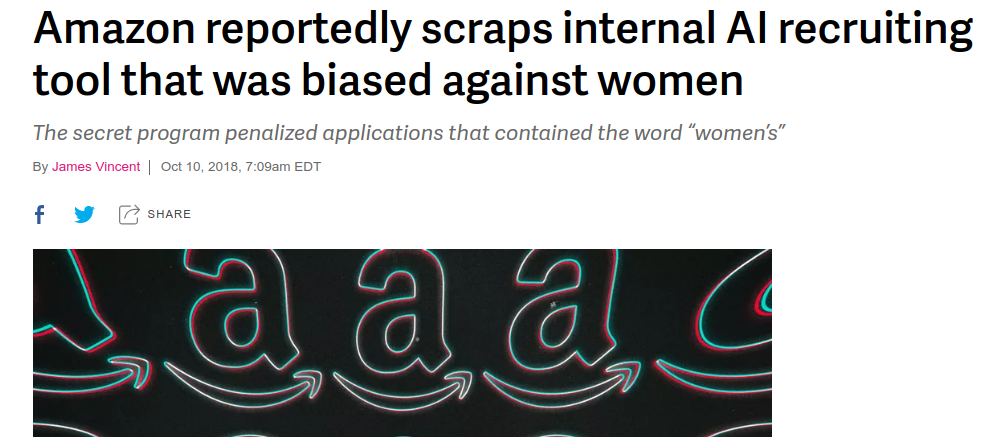 Amazon reportedly scraps internal AI recruiting
tool that was biased against women
The secret program penalized applications that contained the word “women’s”
By James Vincent | Oct 10, 2018, 7:09am EDT
f SHARE
a a a